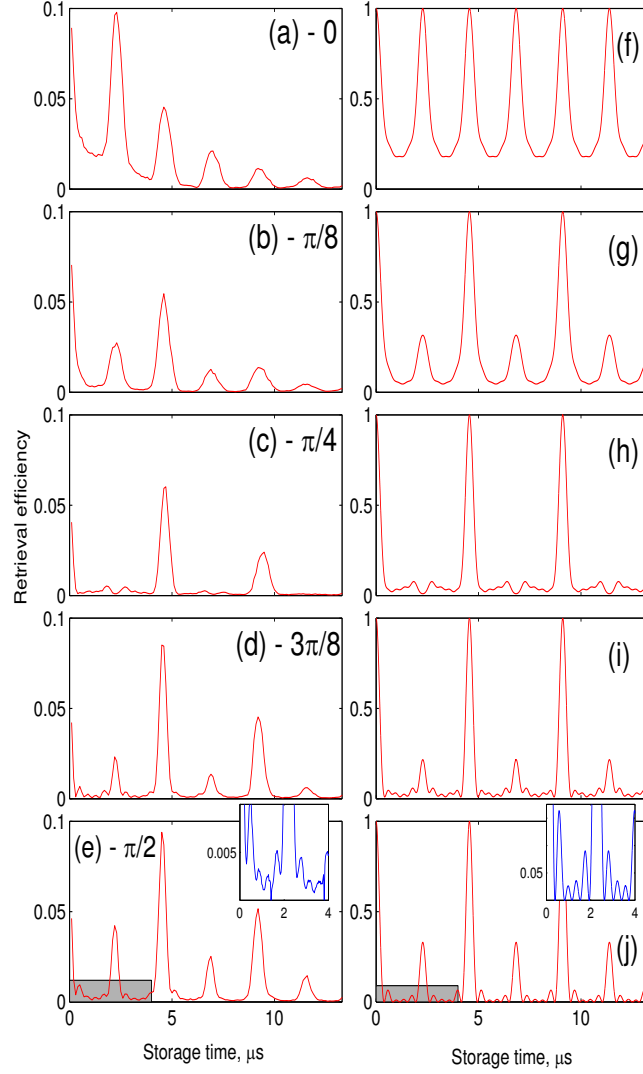 0.1
(a) - 0
0.05
0
1
(f)
0.5
0
0.1
(b) - π/8
0.05
0
1
(g)
0.5
0
0.1
(c) - π/4
0.05
0
1
(h)
0.5
0
Retrieval efficiency
0.1
(d) - 3π/8
0.05
0
1
(i)
0.5
0
0.1
(e) - π/2
0.05
0
0 5 10
0.005
0 2 4
Storage time, μs
1
(j)
0.5
0
0 5 10
0.05
0 2 4
Storage time, μs